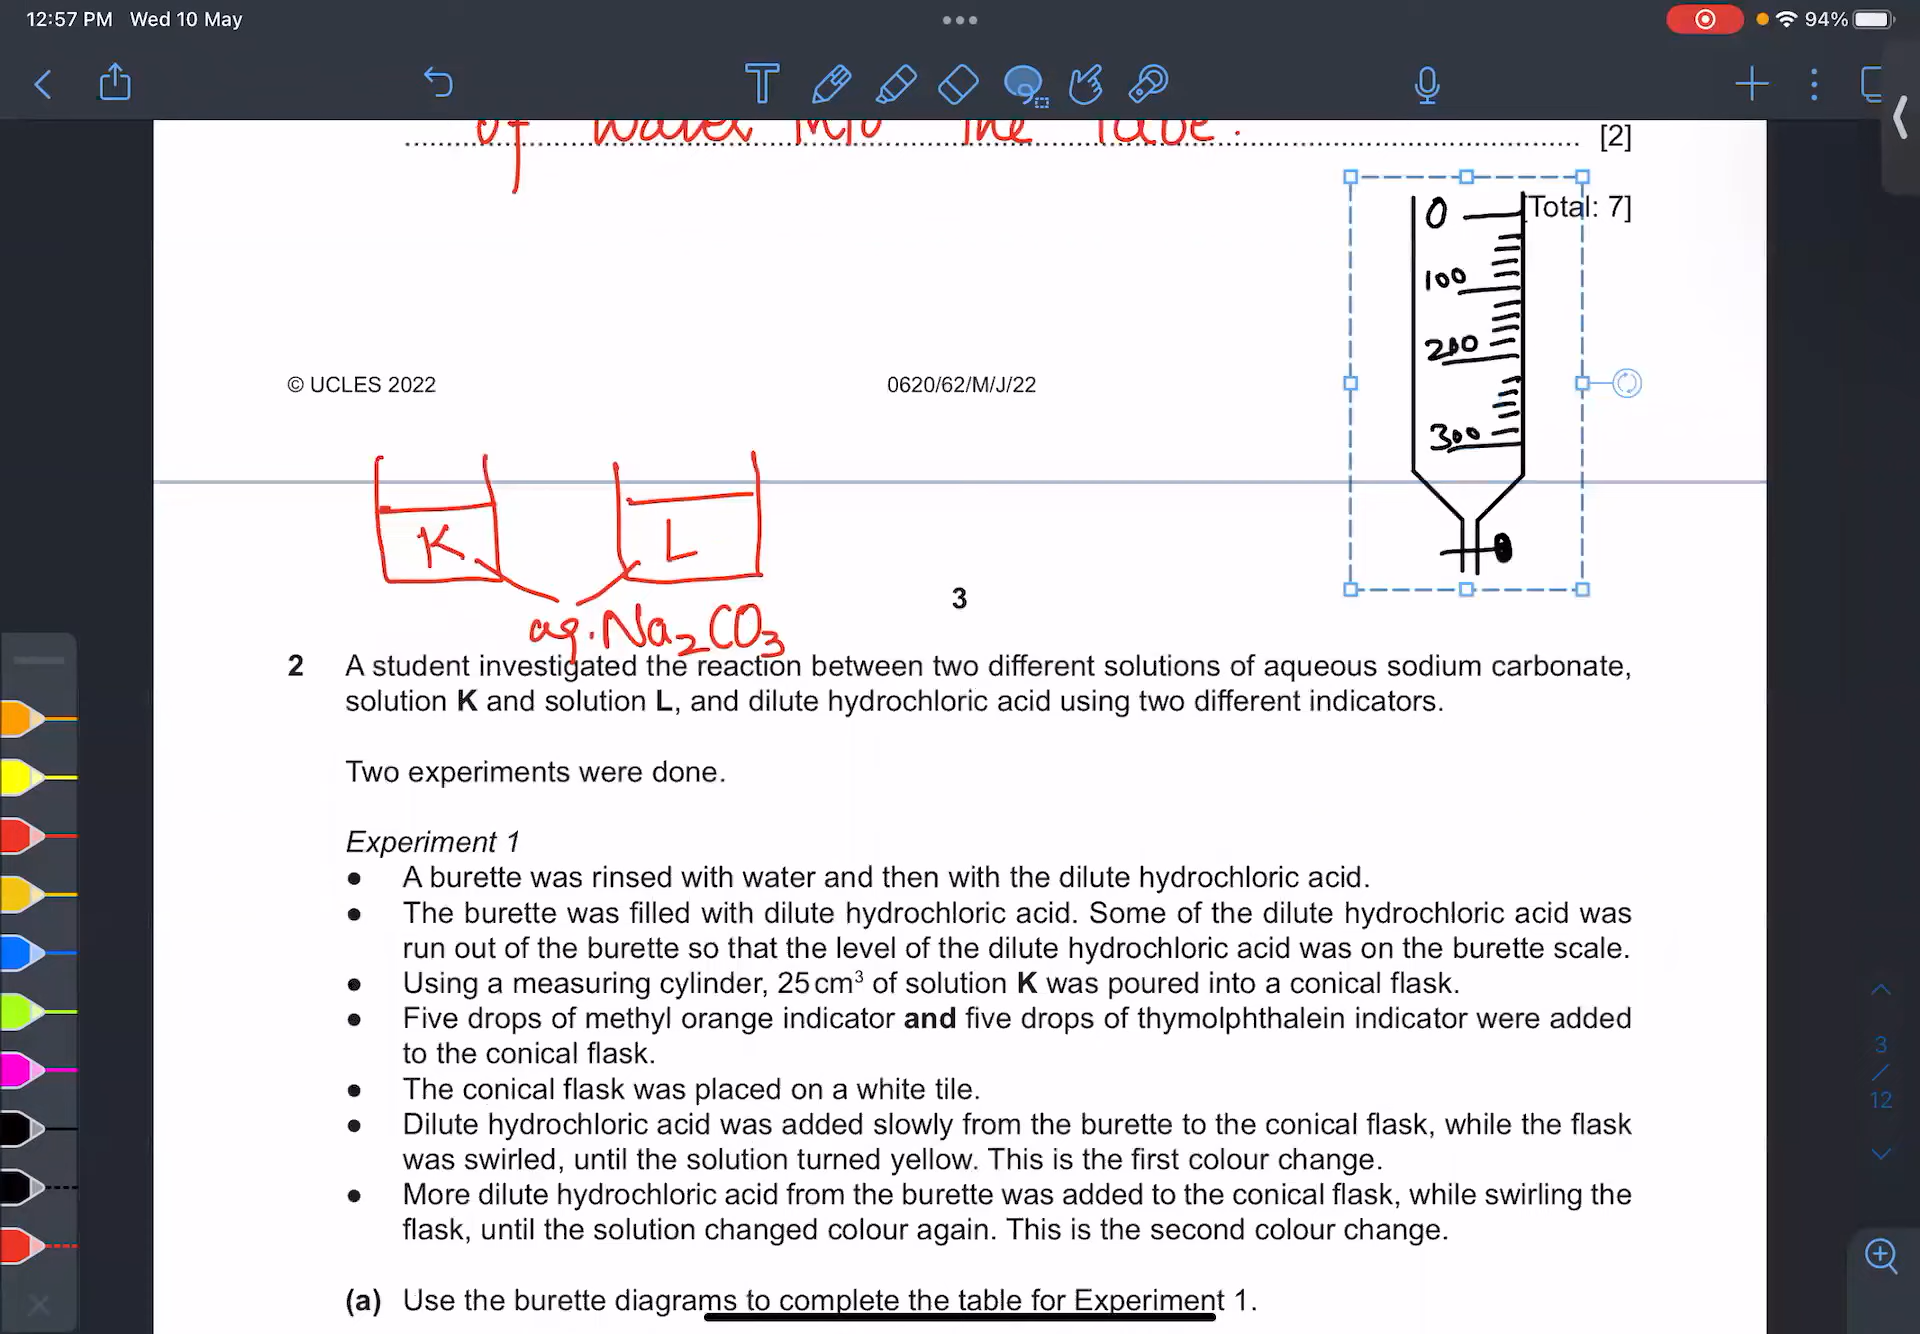 12:57 PM Wed 10 May
94%
of water into the tube.
[2]
[Total: 7]
0
100
200
300
© UCLES 2022
0620/62/M/J/22
K
L
aq. Na₂CO₃
3
2 A student investigated the reaction between two different solutions of aqueous sodium carbonate,
solution K and solution L, and dilute hydrochloric acid using two different indicators.
Two experiments were done.
Experiment 1
• A burette was rinsed with water and then with the dilute hydrochloric acid.
• The burette was filled with dilute hydrochloric acid. Some of the dilute hydrochloric acid was
run out of the burette so that the level of the dilute hydrochloric acid was on the burette scale.
• Using a measuring cylinder, 25 cm³ of solution K was poured into a conical flask.
• Five drops of methyl orange indicator and five drops of thymolphthalein indicator were added
to the conical flask.
• The conical flask was placed on a white tile.
• Dilute hydrochloric acid was added slowly from the burette to the conical flask, while the flask
was swirled, until the solution turned yellow. This is the first colour change.
• More dilute hydrochloric acid from the burette was added to the conical flask, while swirling the
flask, until the solution changed colour again. This is the second colour change.
(a) Use the burette diagrams to complete the table for Experiment 1.
3
/
12